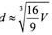 d ≈ ∛(16/9 V)